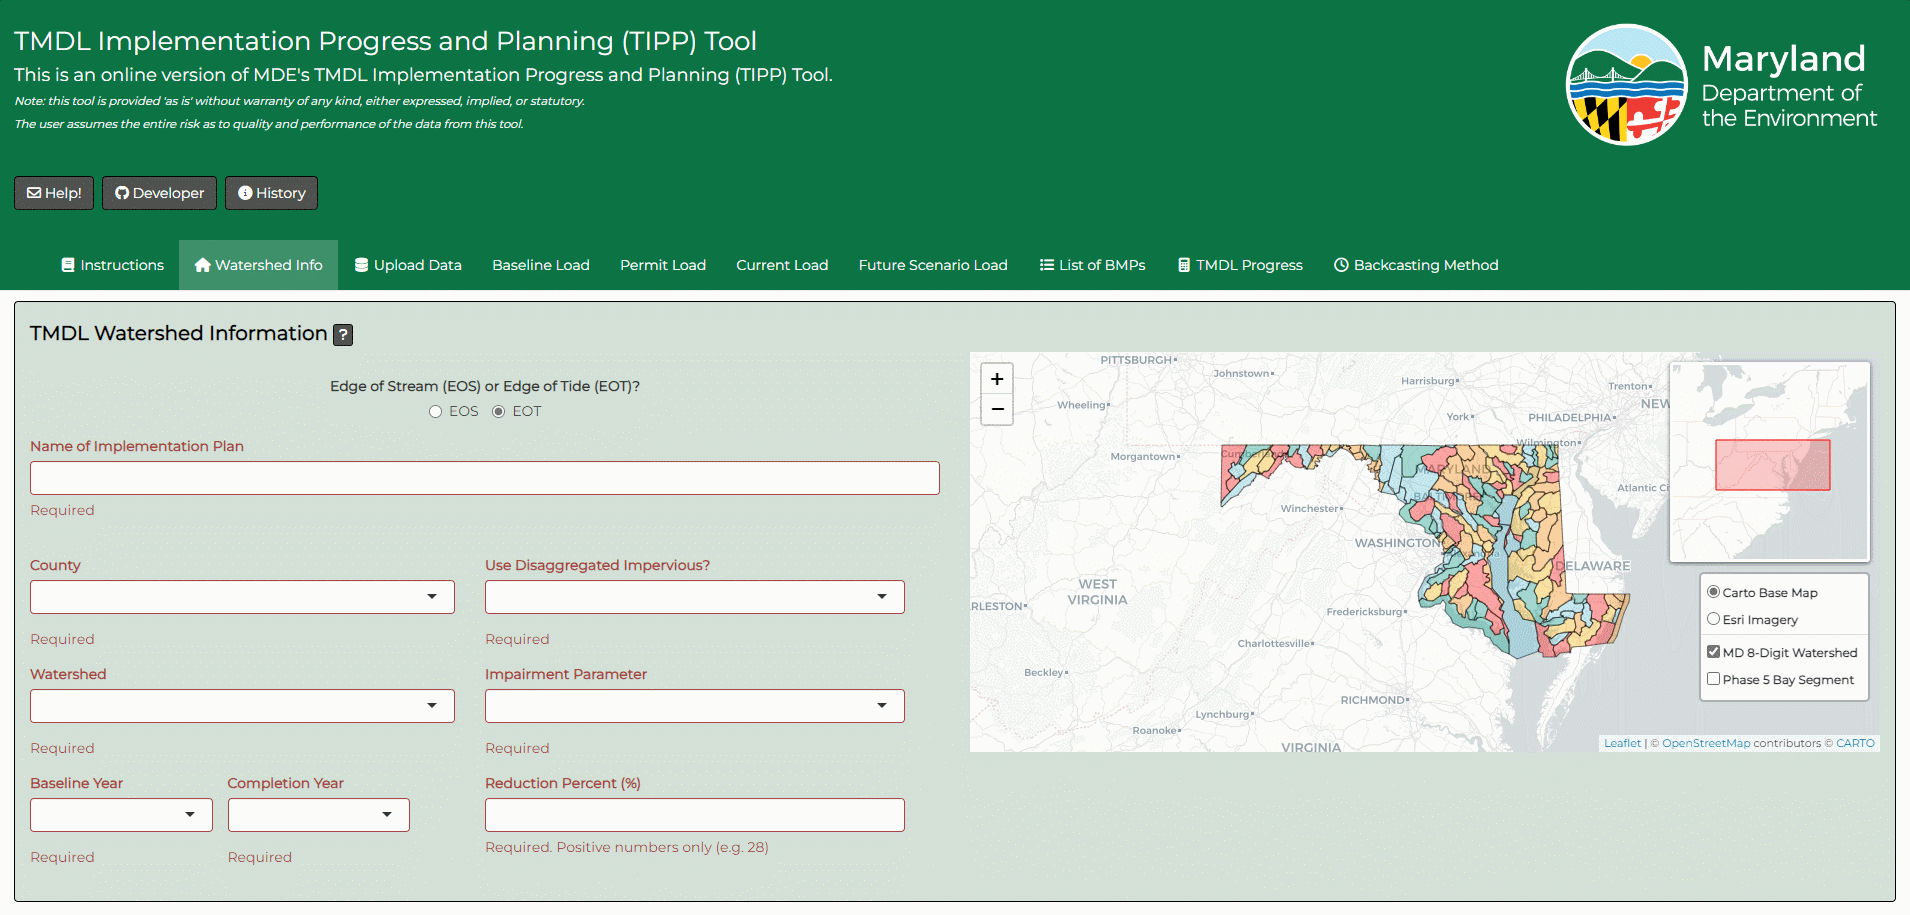 TMDL Implementation Progress and Planning (TIPP) Tool
This is an online version of MDE's TMDL Implementation Progress and Planning (TIPP) Tool.
Note: this tool is provided 'as is' without warranty of any kind, either expressed, implied, or statutory.
The user assumes the entire risk as to quality and performance of the data from this tool.
Maryland
Department of
the Environment
Help!
Developer
History
Instructions
Watershed Info
Upload Data
Baseline Load
Permit Load
Current Load
Future Scenario Load
List of BMPs
TMDL Progress
Backcasting Method
TMDL Watershed Information ?
Edge of Stream (EOS) or Edge of Tide (EOT)?
EOS EOT
Name of Implementation Plan
Required
County
Use Disaggregated Impervious?
Required
Required
Watershed
Impairment Parameter
Required
Required
Baseline Year
Completion Year
Reduction Percent (%)
Required
Required
Required. Positive numbers only (e.g. 28)
+
−
PITTSBURGH
Johnstown
Harrisburg
Trenton
Wheeling
York
PHILADELPHIA
NEW
Wilmington
Morgantown
Cumberland
MARYLAND
BALTIMORE
Atlantic Ci
Winchester
WASHINGTON
DELAWARE
WEST
VIRGINIA
RLESTON
Fredericksburg
Charlottesville
Beckley
RICHMOND
Lynchburg
Roanoke
VIRGINIA
Carto Base Map
Esri Imagery
MD 8-Digit Watershed
Phase 5 Bay Segment
Leaflet | © OpenStreetMap contributors © CARTO